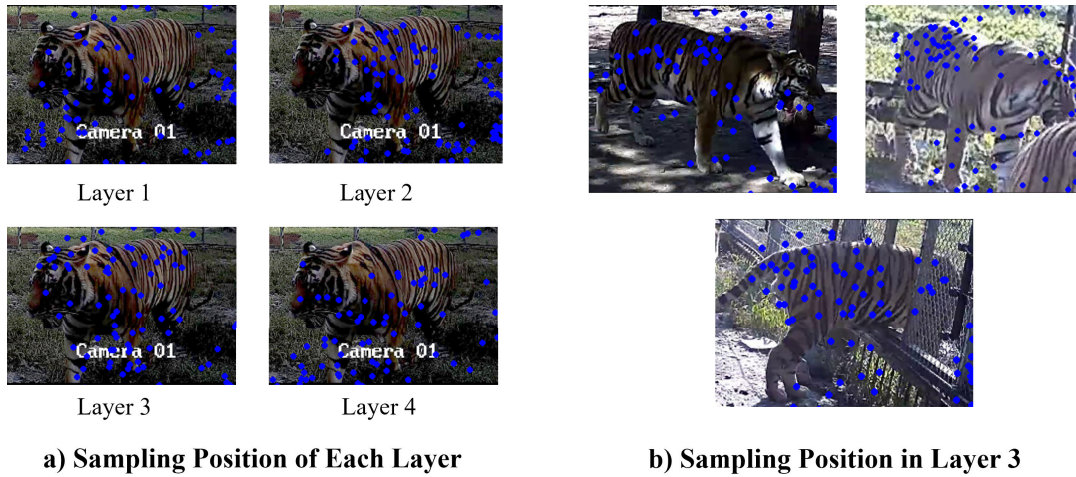 Camera 01
Camera 01
Layer 1
Layer 2
Camera 01
Camera 01
Layer 3
Layer 4
a) Sampling Position of Each Layer
b) Sampling Position in Layer 3